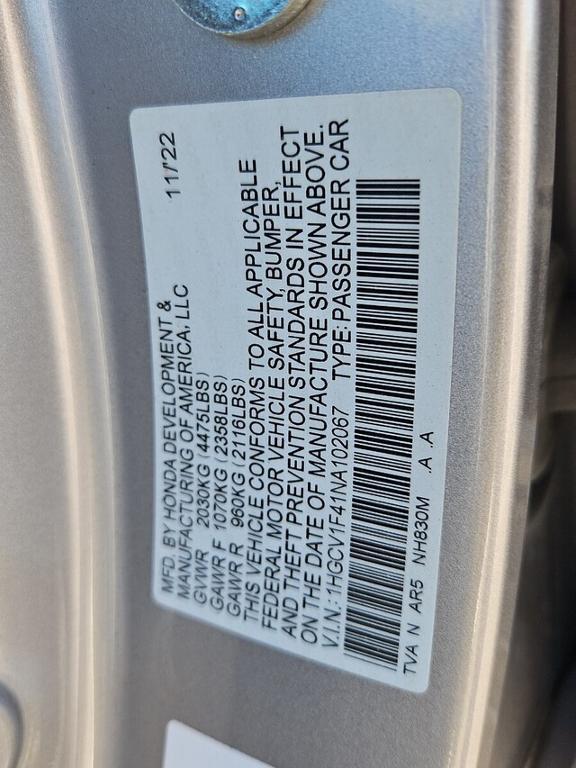 MFD. BY HONDA DEVELOPMENT & 11/'22
MANUFACTURING OF AMERICA, LLC
GVWR 2030KG (4475LBS)
GAWR F 1070KG (2358LBS)
GAWR R 960KG (2116LBS)
THIS VEHICLE CONFORMS TO ALL APPLICABLE
FEDERAL MOTOR VEHICLE SAFETY, BUMPER,
AND THEFT PREVENTION STANDARDS IN EFFECT
ON THE DATE OF MANUFACTURE SHOWN ABOVE.
V.I.N.: 1HGCV1F41NA102067 TYPE: PASSENGER CAR
TVA N AR5 NH830M .A .A